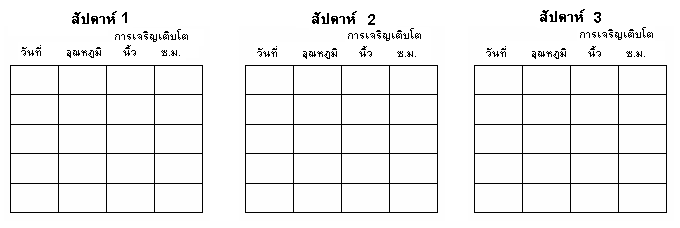 สัปดาห์ 1
การเจริญเติบโต
วันที่ อุณหภูมิ นิ้ว ซ.ม.
สัปดาห์ 2
การเจริญเติบโต
วันที่ อุณหภูมิ นิ้ว ซ.ม.
สัปดาห์ 3
การเจริญเติบโต
วันที่ อุณหภูมิ นิ้ว ซ.ม.